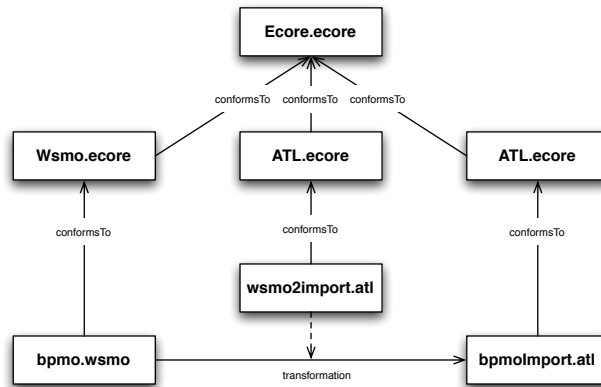 Ecore.ecore
conformsTo conformsTo conformsTo
Wsmo.ecore ATL.ecore ATL.ecore
conformsTo conformsTo conformsTo
wsmo2import.atl
bpmo.wsmo bpmoImport.atl
transformation